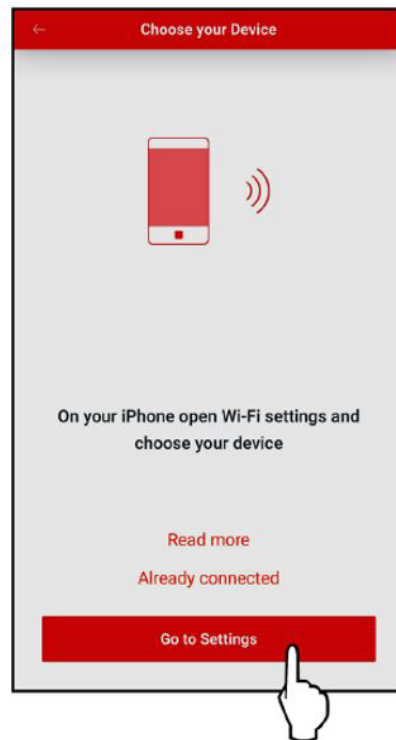 Choose your Device
On your iPhone open Wi-Fi settings and
choose your device
Read more
Already connected
Go to Settings